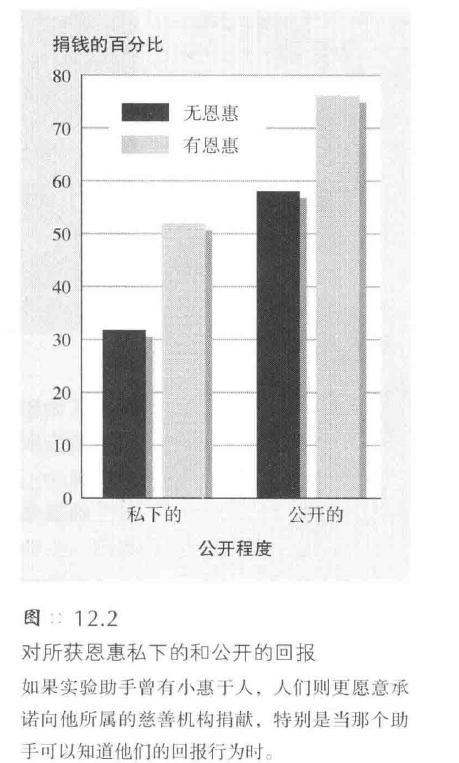 捐钱的百分比
80
70
60
50
40
30
20
10
0
无恩惠
有恩惠
私下的
公开的
公开程度
图 :: 12.2
对所获恩惠私下的和公开的回报
如果实验助手曾有小惠于人，人们则更愿意承
诺向他所属的慈善机构捐献，特别是当那个助
手可以知道他们的回报行为时。